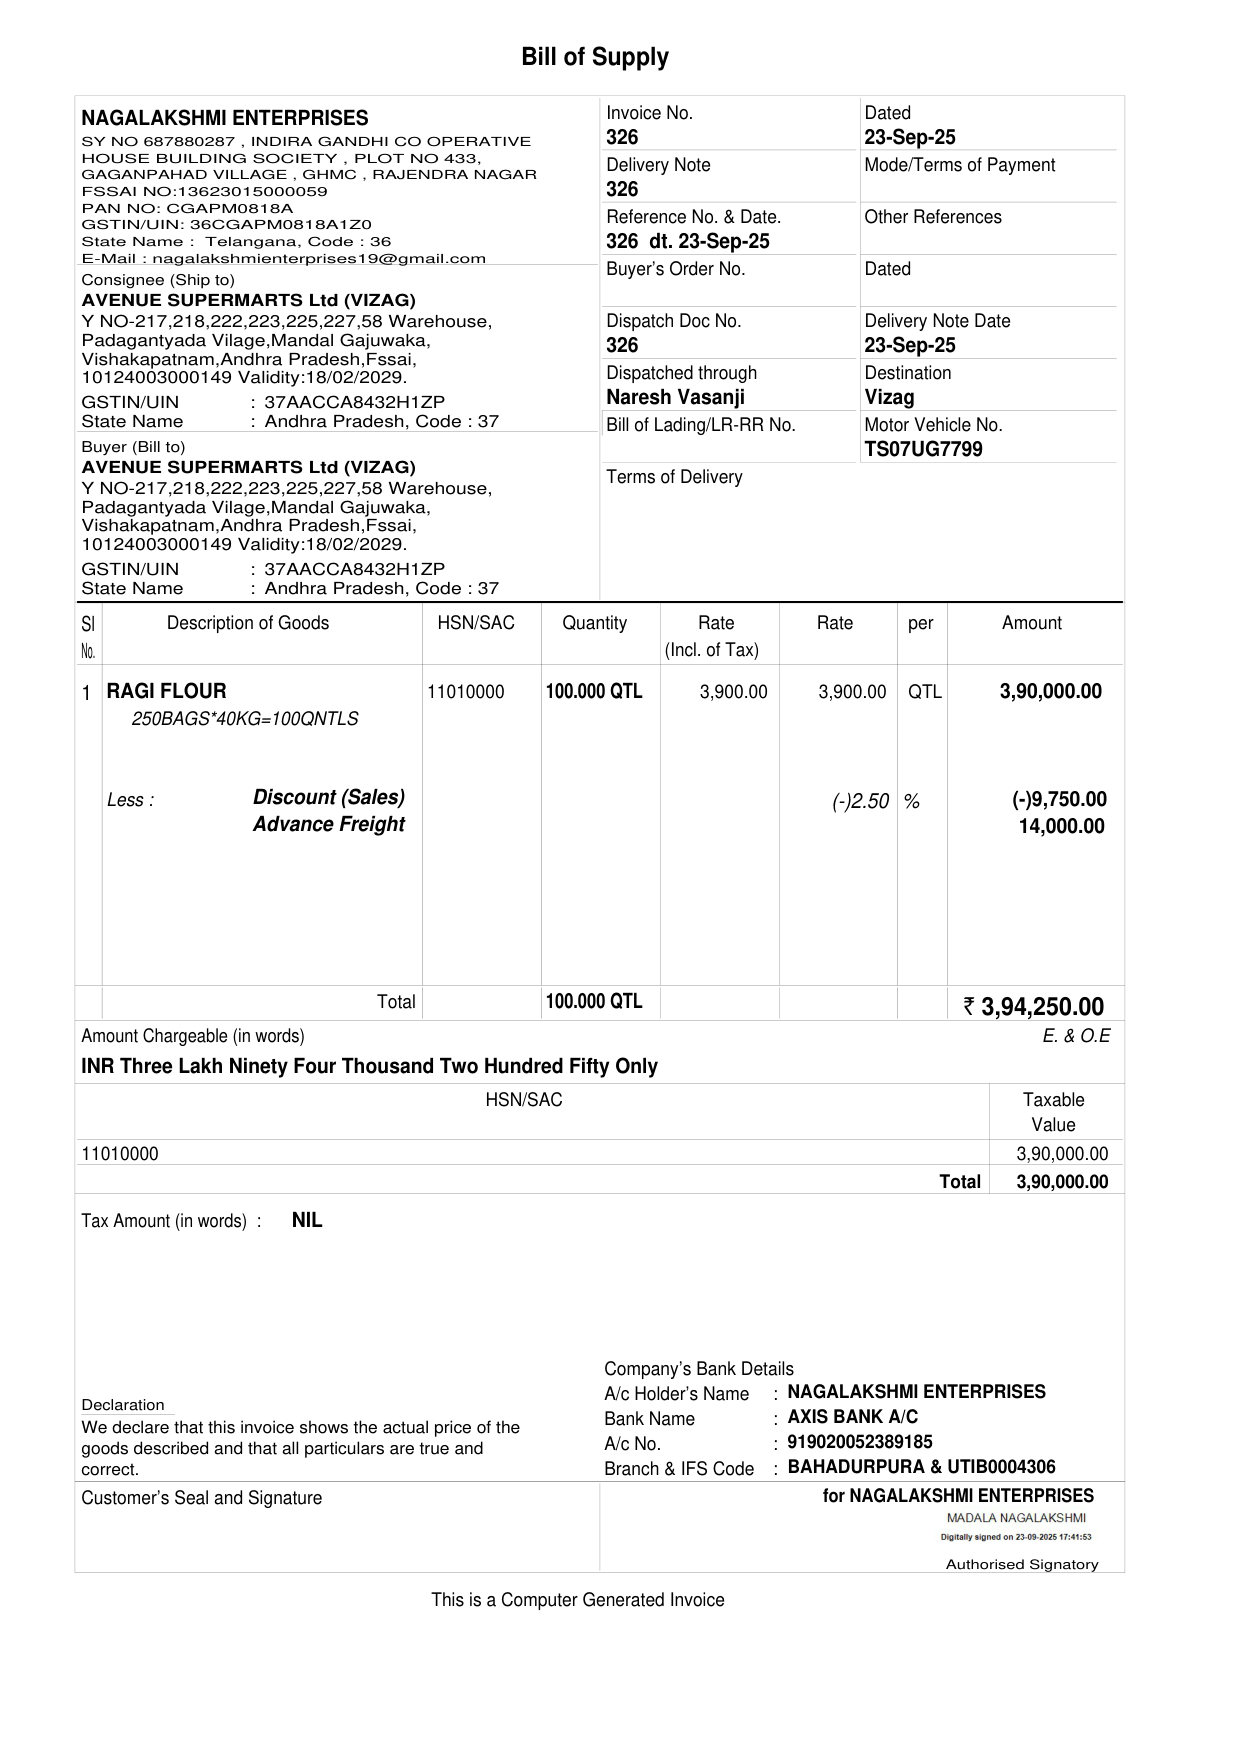 Bill of Supply
NAGALAKSHMI ENTERPRISES
SY NO 687880287 , INDIRA GANDHI CO OPERATIVE
HOUSE BUILDING SOCIETY , PLOT NO 433,
GAGANPAHAD VILLAGE , GHMC , RAJENDRA NAGAR
FSSAI NO:13623015000059
PAN NO: CGAPM0818A
GSTIN/UIN: 36CGAPM0818A1Z0
State Name : Telangana, Code : 36
E-Mail : nagalakshmienterprises19@gmail.com
Consignee (Ship to)
AVENUE SUPERMARTS Ltd (VIZAG)
Y NO-217,218,222,223,225,227,58 Warehouse,
Padagantyada Vilage,Mandal Gajuwaka,
Vishakapatnam,Andhra Pradesh,Fssai,
10124003000149 Validity:18/02/2029.
GSTIN/UIN : 37AACCA8432H1ZP
State Name : Andhra Pradesh, Code : 37
Buyer (Bill to)
AVENUE SUPERMARTS Ltd (VIZAG)
Y NO-217,218,222,223,225,227,58 Warehouse,
Padagantyada Vilage,Mandal Gajuwaka,
Vishakapatnam,Andhra Pradesh,Fssai,
10124003000149 Validity:18/02/2029.
GSTIN/UIN : 37AACCA8432H1ZP
State Name : Andhra Pradesh, Code : 37
Invoice No. Dated
326 23-Sep-25
Delivery Note Mode/Terms of Payment
326
Reference No. & Date. Other References
326 dt. 23-Sep-25
Buyer's Order No. Dated
Dispatch Doc No. Delivery Note Date
326 23-Sep-25
Dispatched through Destination
Naresh Vasanji Vizag
Bill of Lading/LR-RR No. Motor Vehicle No.
TS07UG7799
Terms of Delivery
Sl Description of Goods HSN/SAC Quantity Rate Rate per Amount
No. (Incl. of Tax)
1 RAGI FLOUR 11010000 100.000 QTL 3,900.00 3,900.00 QTL 3,90,000.00
250BAGS*40KG=100QNTLS
Less : Discount (Sales) (-)2.50 % (-)9,750.00
Advance Freight 14,000.00
Total 100.000 QTL ₹ 3,94,250.00
Amount Chargeable (in words) E. & O.E
INR Three Lakh Ninety Four Thousand Two Hundred Fifty Only
HSN/SAC Taxable
Value
11010000 3,90,000.00
Total 3,90,000.00
Tax Amount (in words) : NIL
Company's Bank Details
A/c Holder's Name : NAGALAKSHMI ENTERPRISES
Bank Name : AXIS BANK A/C
A/c No. : 919020052389185
Branch & IFS Code : BAHADURPURA & UTIB0004306
Declaration
We declare that this invoice shows the actual price of the
goods described and that all particulars are true and
correct.
Customer's Seal and Signature
for NAGALAKSHMI ENTERPRISES
MADALA NAGALAKSHMI
Digitally signed on 23-09-2025 17:41:53
Authorised Signatory
This is a Computer Generated Invoice